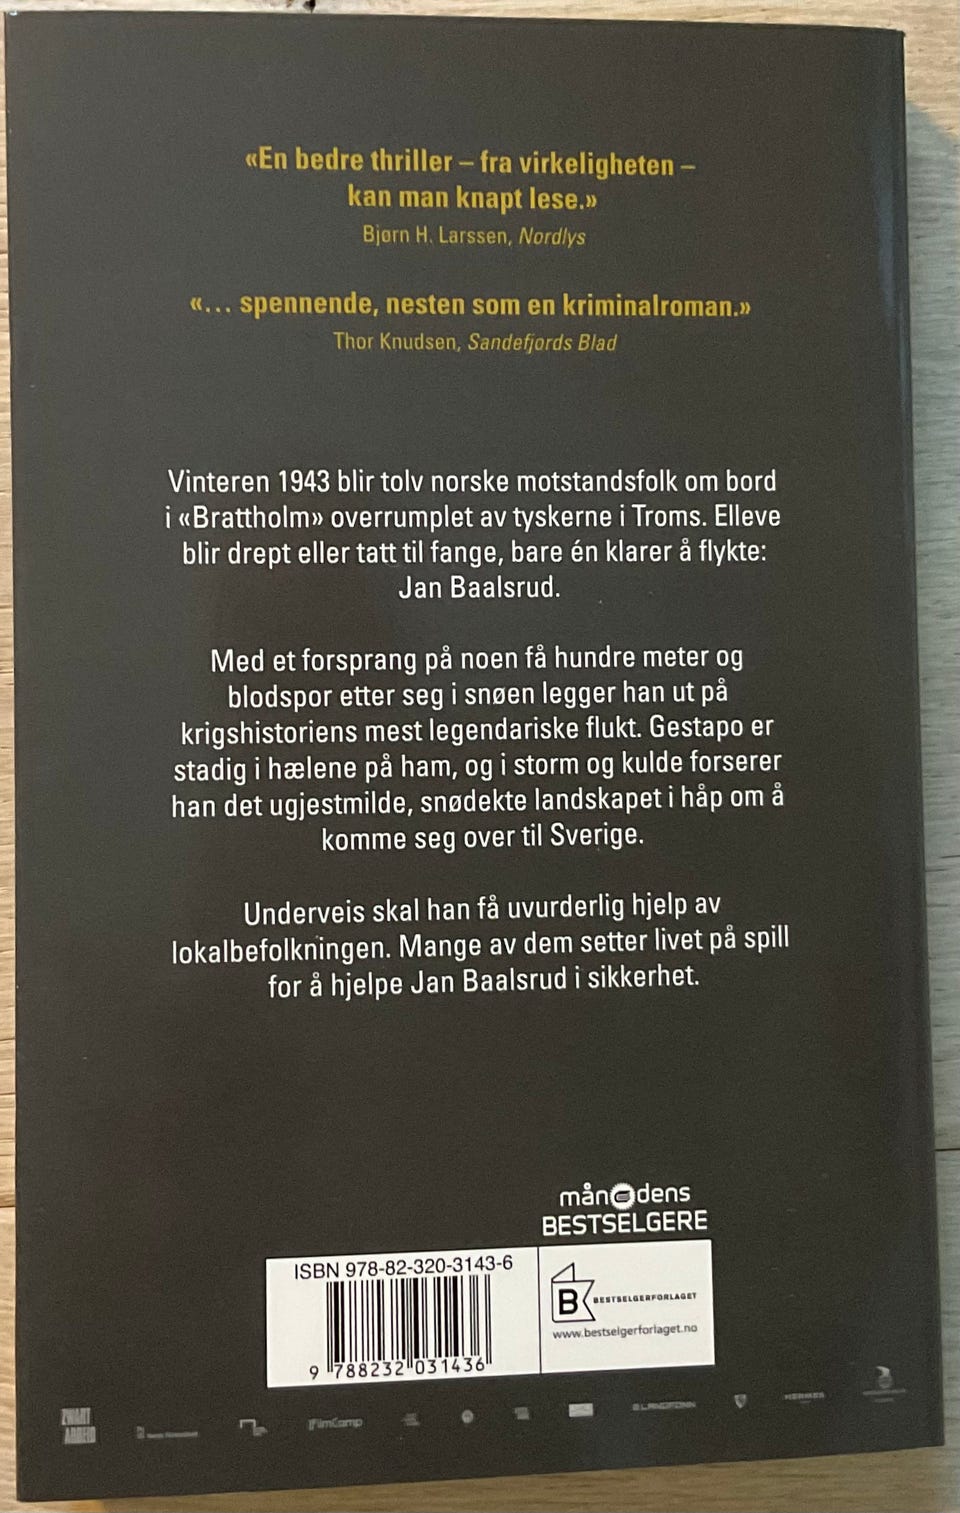 «En bedre thriller – fra virkeligheten –
kan man knapt lese.»
Bjørn H. Larssen, Nordlys
«... spennende, nesten som en kriminalroman.»
Thor Knudsen, Sandefjords Blad
Vinteren 1943 blir tolv norske motstandsfolk om bord
i «Brattholm» overrumplet av tyskerne i Troms. Elleve
blir drept eller tatt til fange, bare én klarer å flykte:
Jan Baalsrud.
Med et forsprang på noen få hundre meter og
blodspor etter seg i snøen legger han ut på
krigshistoriens mest legendariske flukt. Gestapo er
stadig i hælene på ham, og i storm og kulde forserer
han det ugjestmilde, snødekte landskapet i håp om å
komme seg over til Sverige.
Underveis skal han få uvurderlig hjelp av
lokalbefolkningen. Mange av dem setter livet på spill
for å hjelpe Jan Baalsrud i sikkerhet.
månedens
BESTSELGERE
ISBN 978-82-320-3143-6
9 788232 031436
B
BESTSELGERFORLAGET
www.bestselgerforlaget.no
ZWART
ARBEID
FilmCamp